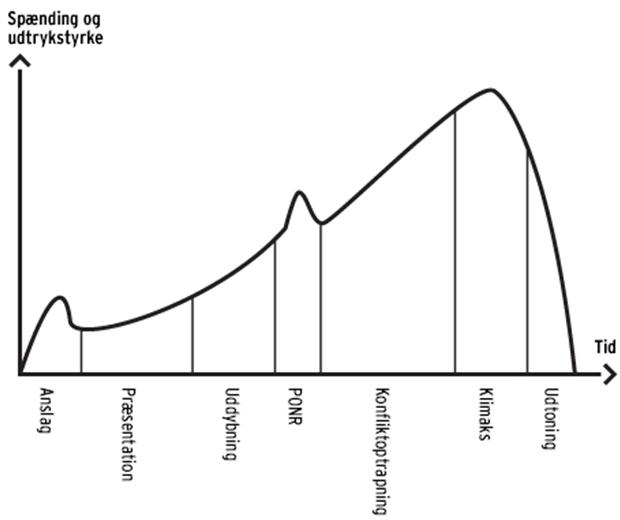 Spænding og
udtrykstyrke
Tid
Anslag
Præsentation
Uddybning
PONR
Konfliktoptrapning
Klimaks
Udtoning